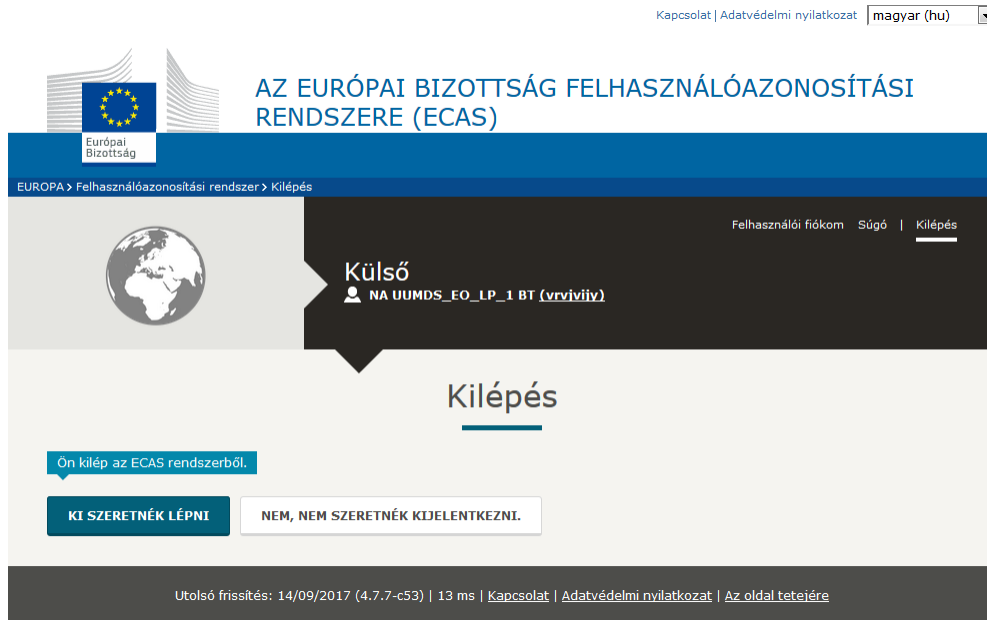 Kapcsolat | Adatvédelmi nyilatkozat magyar (hu)
AZ EURÓPAI BIZOTTSÁG FELHASZNÁLÓAZONOSÍTÁSI
RENDSZERE (ECAS)
Európai
Bizottság
EUROPA > Felhasználóazonosítási rendszer > Kilépés
Felhasználói fiókom Súgó | Kilépés
Külső
NA UUMDS_EO_LP_1 BT (vrvjvijv)
Kilépés
Ön kilép az ECAS rendszerből.
KI SZERETNÉK LÉPNI NEM, NEM SZERETNÉK KIJELENTKEZNI.
Utolsó frissítés: 14/09/2017 (4.7.7-c53) | 13 ms | Kapcsolat | Adatvédelmi nyilatkozat | Az oldal tetejére